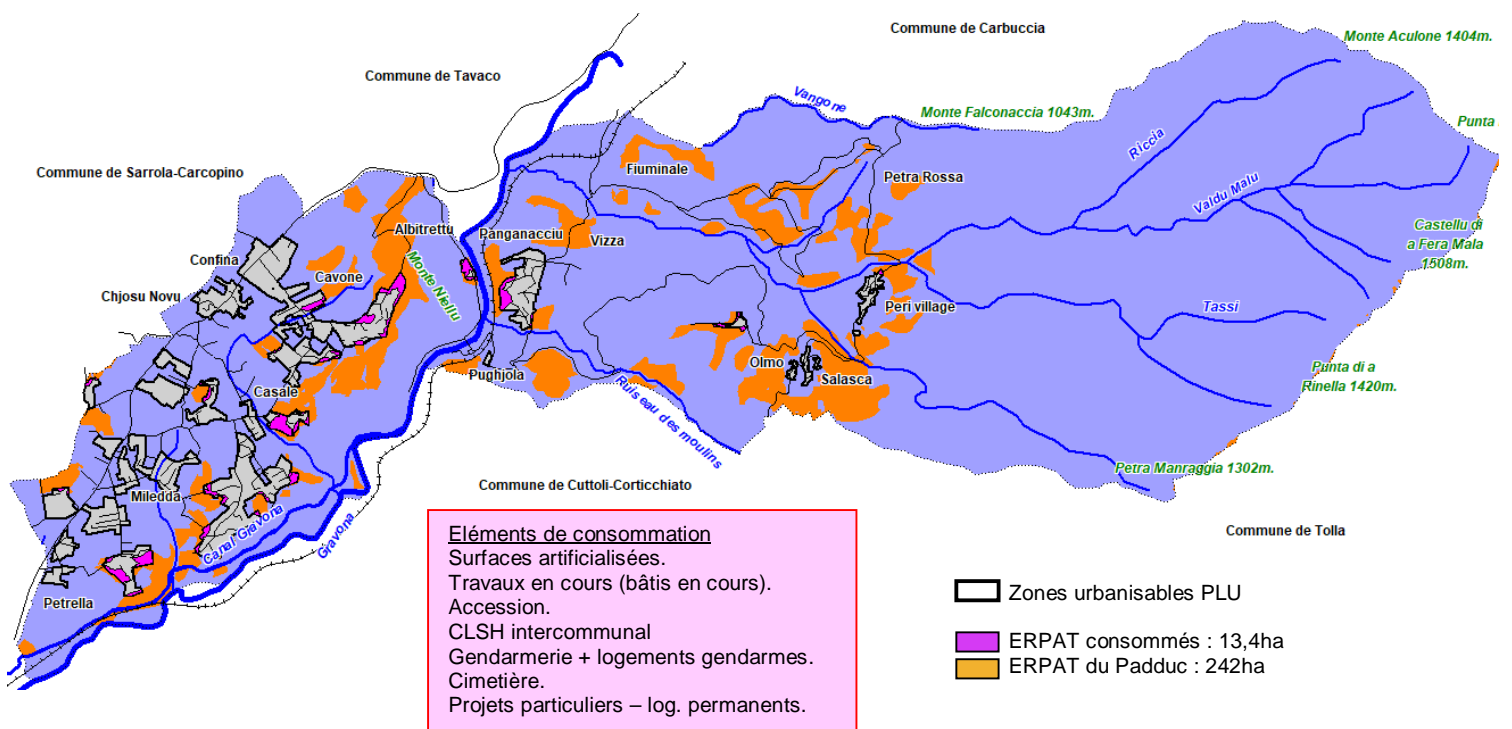 Commune de Carbuccia
Monte Aculone 1404m.
Commune de Tavaco
Vangone
Monte Falconaccia 1043m.
Punta
Riccia
Commune de Sarrola-Carcopino
Fiuminale
Petra Rossa
Valdu Malu
Albitrettu
Panganacciu
Vizza
Castellu di
a Fera Mala
1508m.
Confina
Cavone
Monte Niellu
Chjosu Novu
Peri village
Tassi
Casale
Pughjola
Olmo
Salasca
Punta di a
Rinella 1420m.
Ruiseau des moulins
Petra Manraggia 1302m.
Miledda
Commune de Cuttoli-Corticchiato
Canal Gravona
Gravona
Commune de Tolla
Petrella
Eléments de consommation
Surfaces artificialisées.
Travaux en cours (bâtis en cours).
Accession.
CLSH intercommunal
Gendarmerie + logements gendarmes.
Cimetière.
Projets particuliers – log. permanents.
Zones urbanisables PLU
ERPAT consommés : 13,4ha
ERPAT du Padduc : 242ha